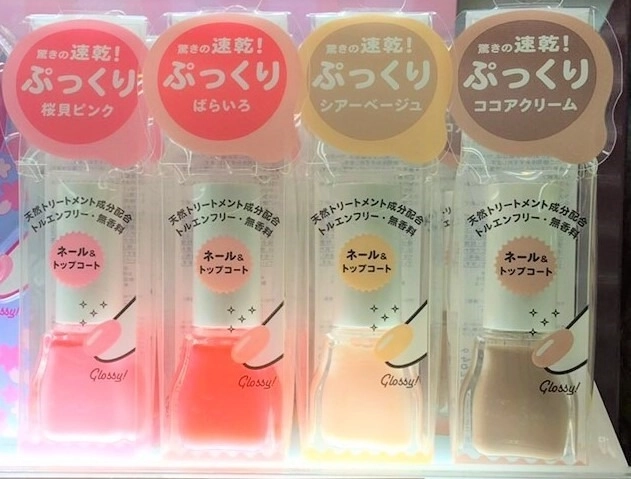 驚きの速乾!
ぷっくり
桜貝ピンク
天然トリートメント成分配合
トルエンフリー・無香料
ネール&
トップコート
Glossy!
驚きの速乾!
ぷっくり
ばらいろ
天然トリートメント成分配合
トルエンフリー・無香料
ネール&
トップコート
Glossy!
驚きの速乾!
ぷっくり
シアーベージュ
天然トリートメント成分配合
トルエンフリー・無香料
ネール&
トップコート
Glossy!
驚きの速乾!
ぷっくり
ココアクリーム
天然トリートメント成分配合
トルエンフリー・無香料
ネール&
トップコート
Glossy!